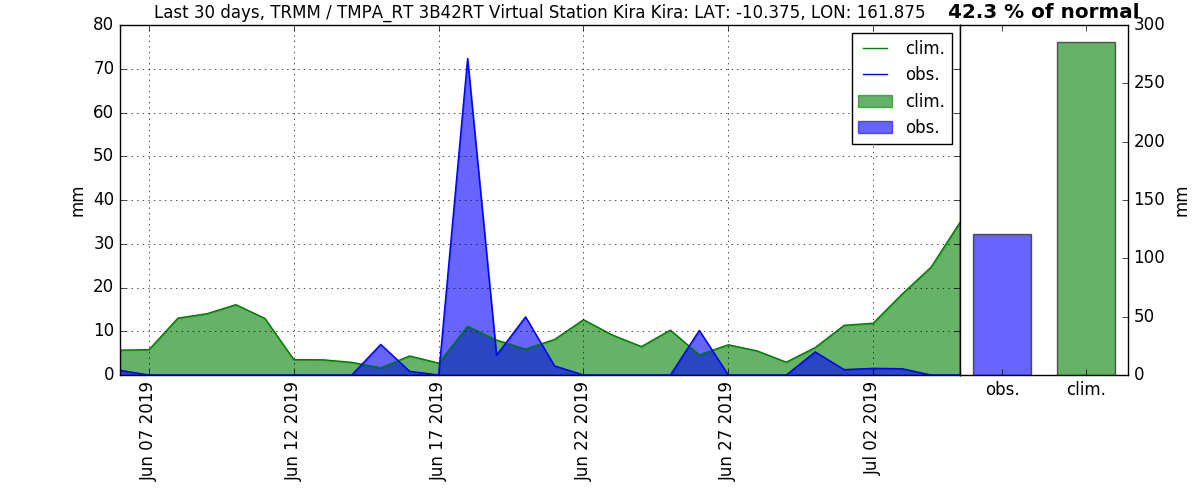 Last 30 days, TRMM / TMPA_RT 3B42RT Virtual Station Kira Kira: LAT: -10.375, LON: 161.875
42.3 % of normal
80
70
60
50
40
30
20
10
0
mm
clim.
obs.
clim.
obs.
Jun 07 2019
Jun 12 2019
Jun 17 2019
Jun 22 2019
Jun 27 2019
Jul 02 2019
300
250
200
150
100
50
0
mm
obs.
clim.